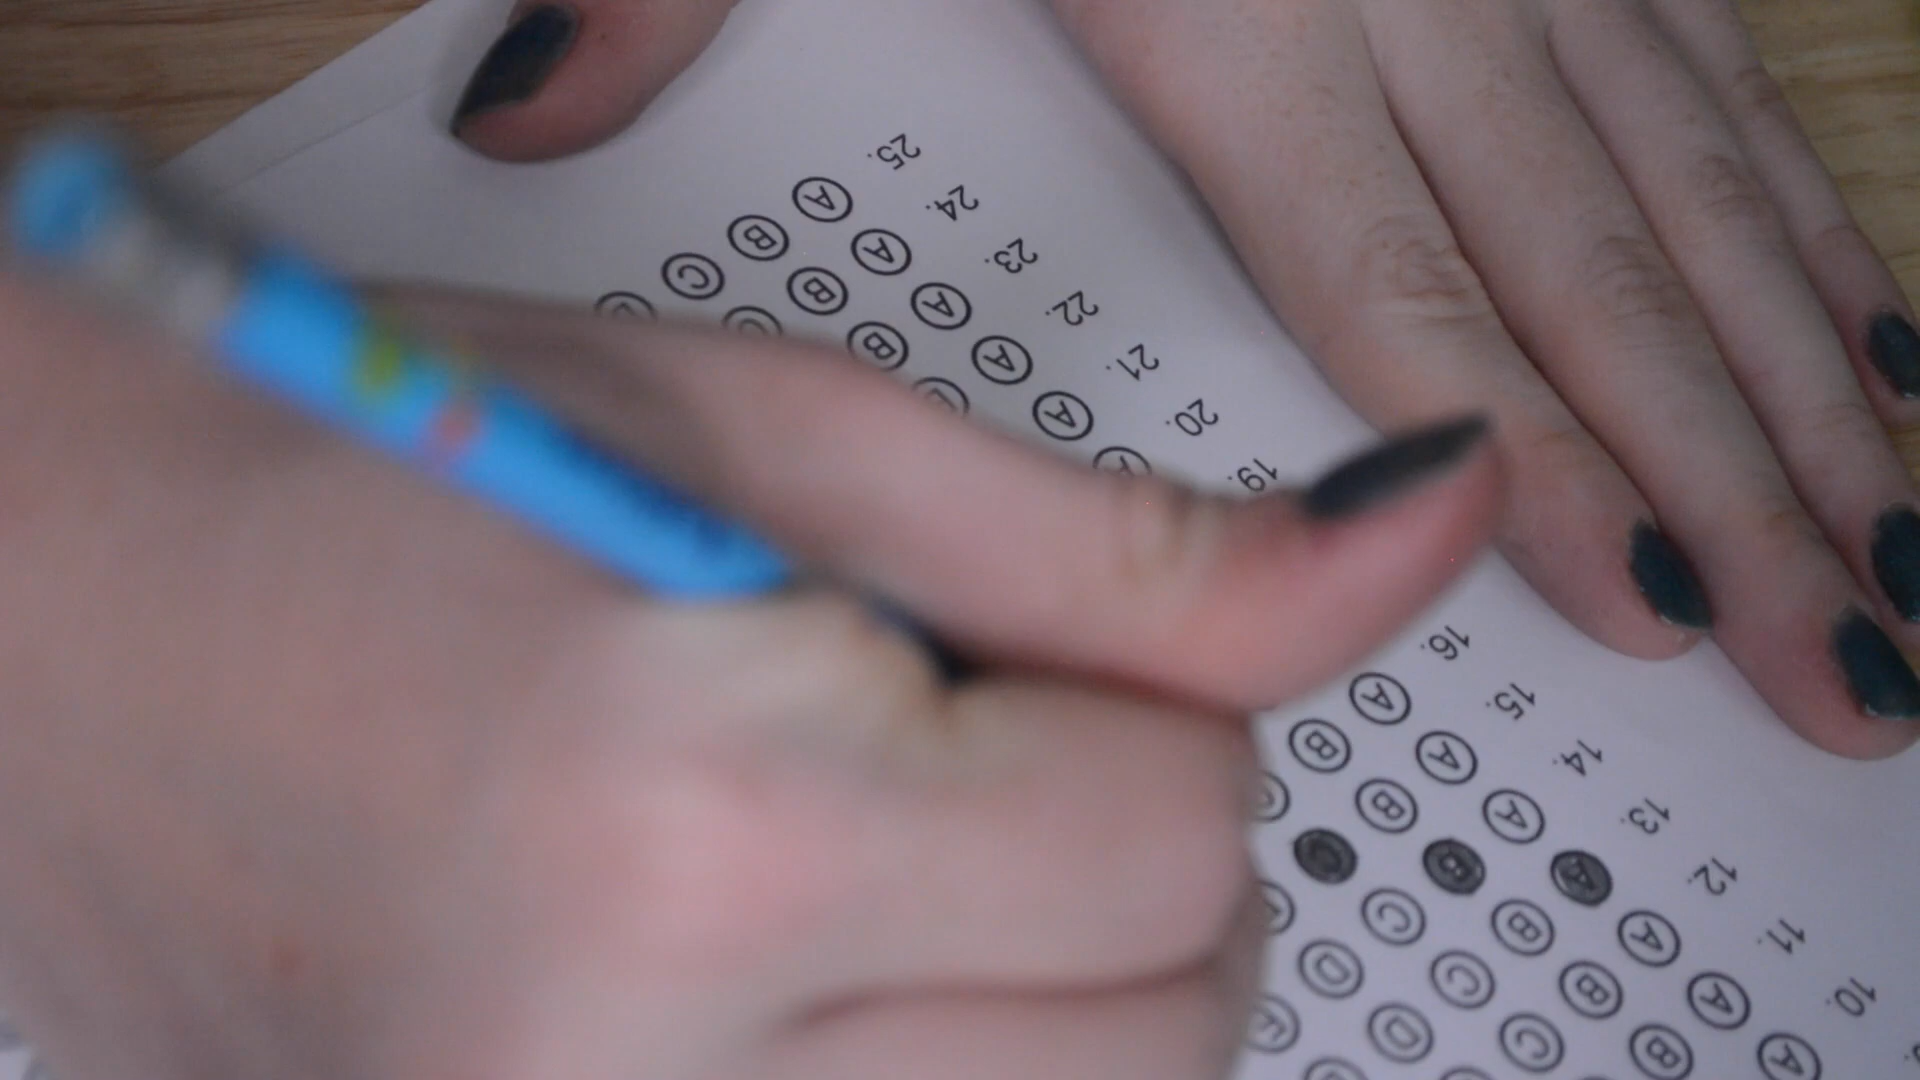 10. A
11. A B
12. A B C
13. A B C D
14. A B C D
15. A B
16. A B C
19.
20. A
21. A
22. A
23. A B
24. A B
25. A B C